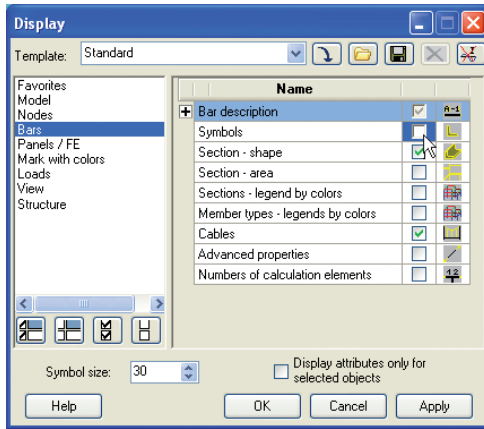 Display
Template: Standard
Favorites
Model
Nodes
Bars
Panels / FE
Mark with colors
Loads
View
Structure
Name
Bar description A-1
Symbols
Section - shape
Section - area
Sections - legend by colors
Member types - legends by colors
Cables
Advanced properties
Numbers of calculation elements 12
Symbol size: 30
Display attributes only for
selected objects
Help OK Cancel Apply